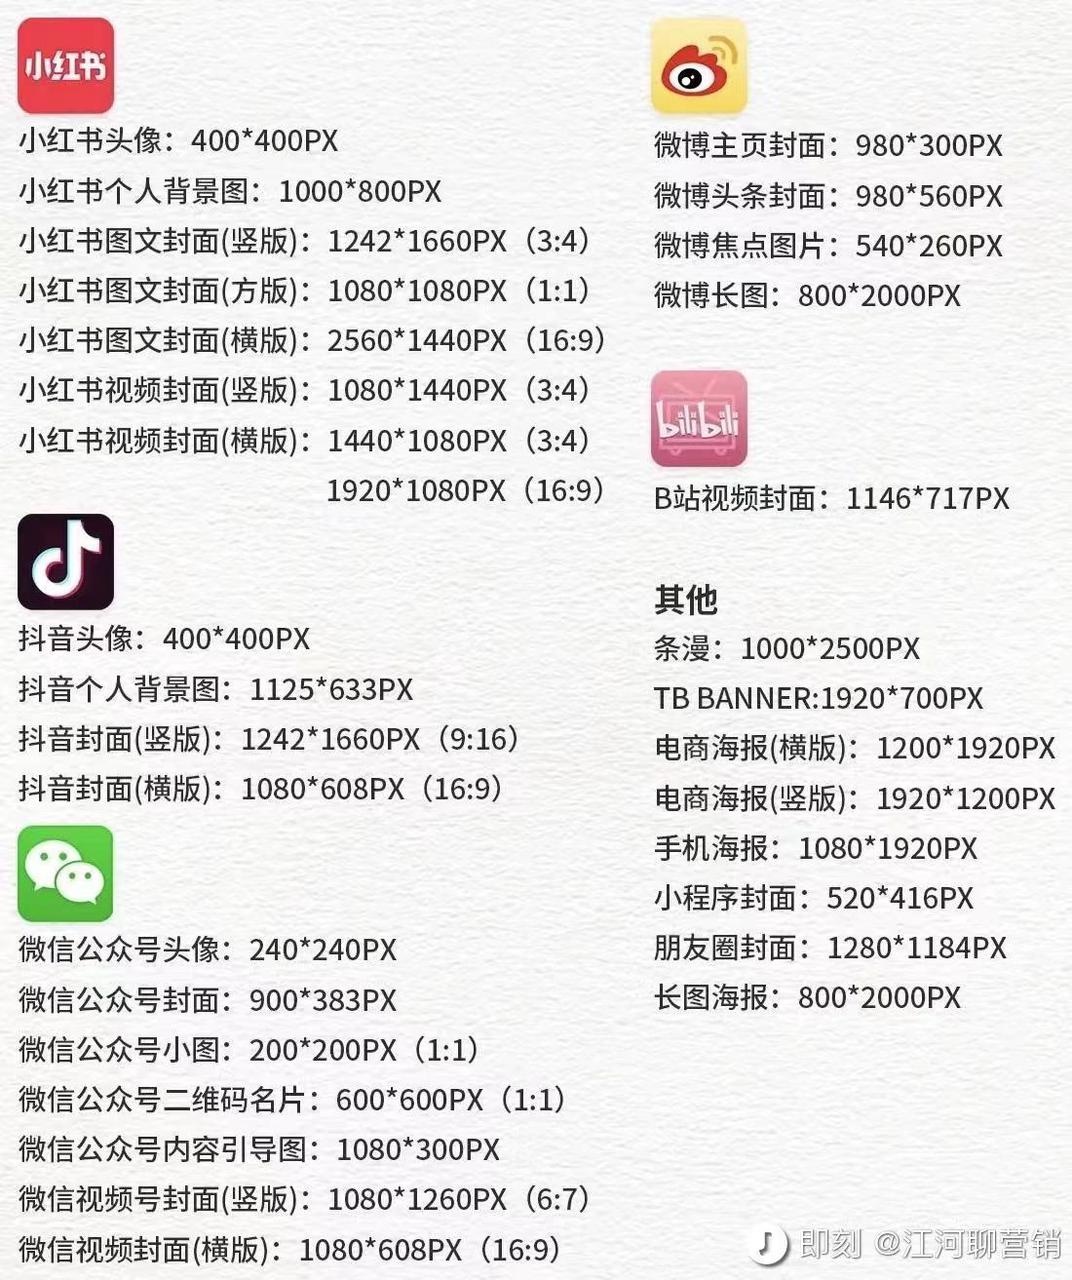 小红书
小红书头像：400*400PX
小红书个人背景图：1000*800PX
小红书图文封面(竖版)：1242*1660PX（3:4）
小红书图文封面(方版)：1080*1080PX（1:1）
小红书图文封面(横版)：2560*1440PX（16:9）
小红书视频封面(竖版)：1080*1440PX（3:4）
小红书视频封面(横版)：1440*1080PX（3:4）
1920*1080PX（16:9）
抖音头像：400*400PX
抖音个人背景图：1125*633PX
抖音封面(竖版)：1242*1660PX（9:16）
抖音封面(横版)：1080*608PX（16:9）
微信公众号头像：240*240PX
微信公众号封面：900*383PX
微信公众号小图：200*200PX（1:1）
微信公众号二维码名片：600*600PX（1:1）
微信公众号内容引导图：1080*300PX
微信视频号封面(竖版)：1080*1260PX（6:7）
微信视频封面(横版)：1080*608PX（16:9）
微博主页封面：980*300PX
微博头条封面：980*560PX
微博焦点图片：540*260PX
微博长图：800*2000PX
bilibili
B站视频封面：1146*717PX
其他
条漫：1000*2500PX
TB BANNER:1920*700PX
电商海报(横版)：1200*1920PX
电商海报(竖版)：1920*1200PX
手机海报：1080*1920PX
小程序封面：520*416PX
朋友圈封面：1280*1184PX
长图海报：800*2000PX
即刻 @江河聊营销